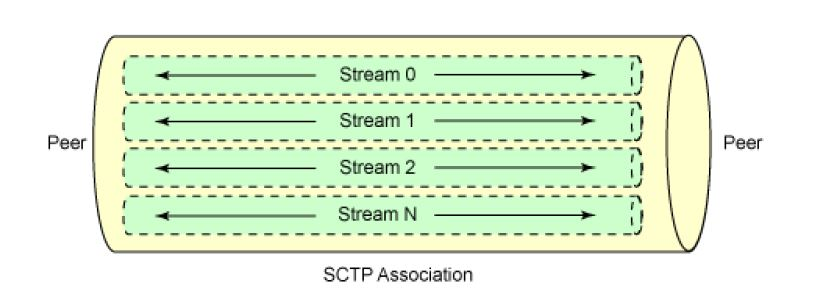 Stream 0
Stream 1
Peer
Peer
Stream 2
Stream N
SCTP Association